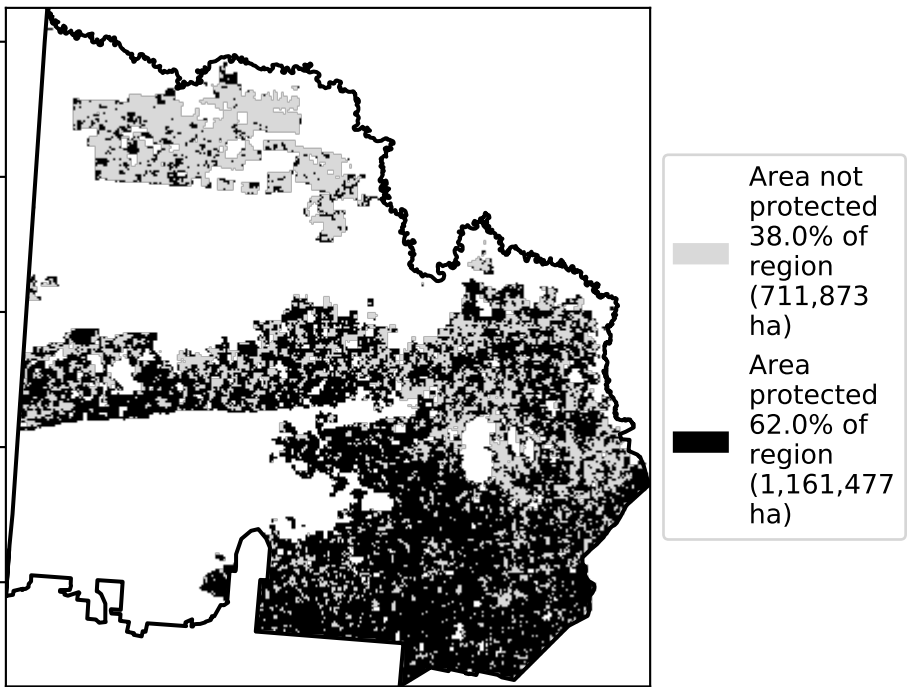 Area not
protected
38.0% of
region
(711,873
ha)
Area
protected
62.0% of
region
(1,161,477
ha)